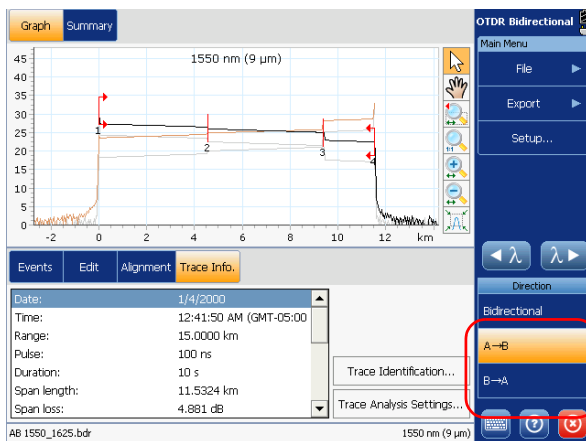 Graph Summary
OTDR Bidirectional
Main Menu
File
Export
Setup...
1550 nm (9 µm)
45
40
35
30
25
20
15
10
5
0
1
2
3
4
-2 0 2 4 6 8 10 12 km
1:1
Events Edit Alignment Trace Info.
Date: 1/4/2000
Time: 12:41:50 AM (GMT-05:00
Range: 15.0000 km
Pulse: 100 ns
Duration: 10 s
Span length: 11.5324 km
Span loss: 4.881 dB
Trace Identification...
Trace Analysis Settings...
λ λ
Direction
Bidirectional
A→B
B→A
AB 1550_1625.bdr
1550 nm (9 µm)